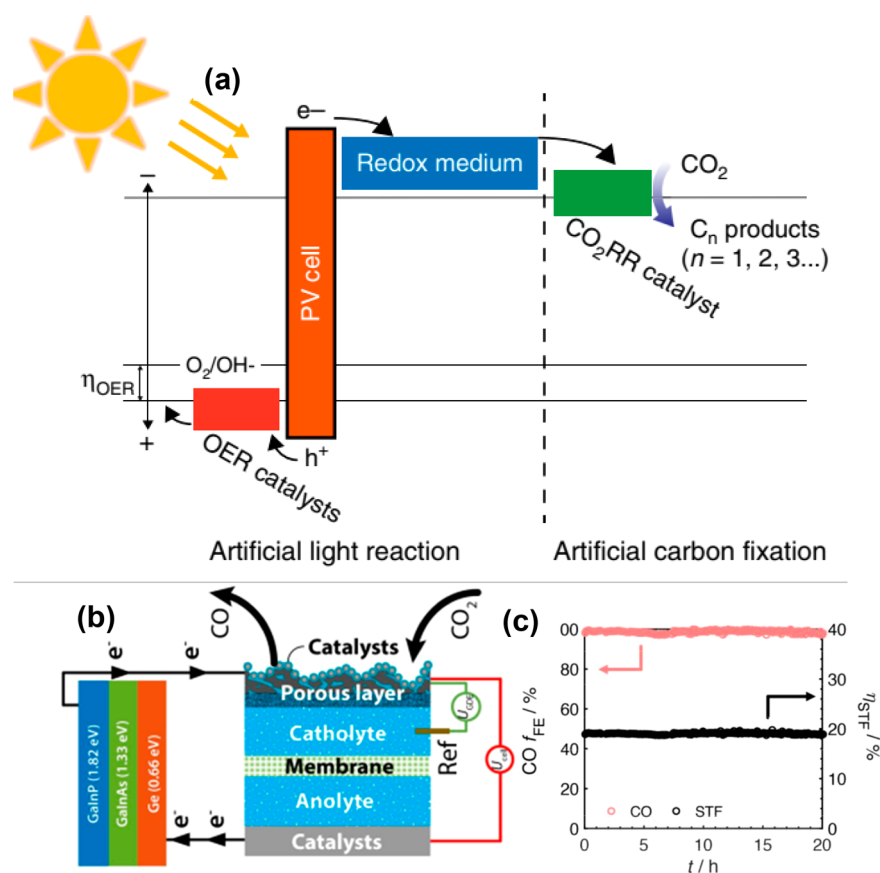 (a)
e−
Redox medium
CO2
−
PV cell
CO2RR catalyst
Cn products
(n = 1, 2, 3...)
O2/OH-
ηOER
+
h+
OER catalysts
Artificial light reaction
Artificial carbon fixation
(b)
CO
CO2
Catalysts
e-
e-
Porous layer
UGDE
Catholyte
Ref
Ucell
Membrane
Anolyte
Catalysts
GaInP (1.82 eV)
GaInAs (1.33 eV)
Ge (0.66 eV)
e-
e-
(c)
CO fFE / %
00
80
60
40
20
00
40
30
20
10
0
ηSTF / %
CO
STF
0
5
10
15
20
t / h